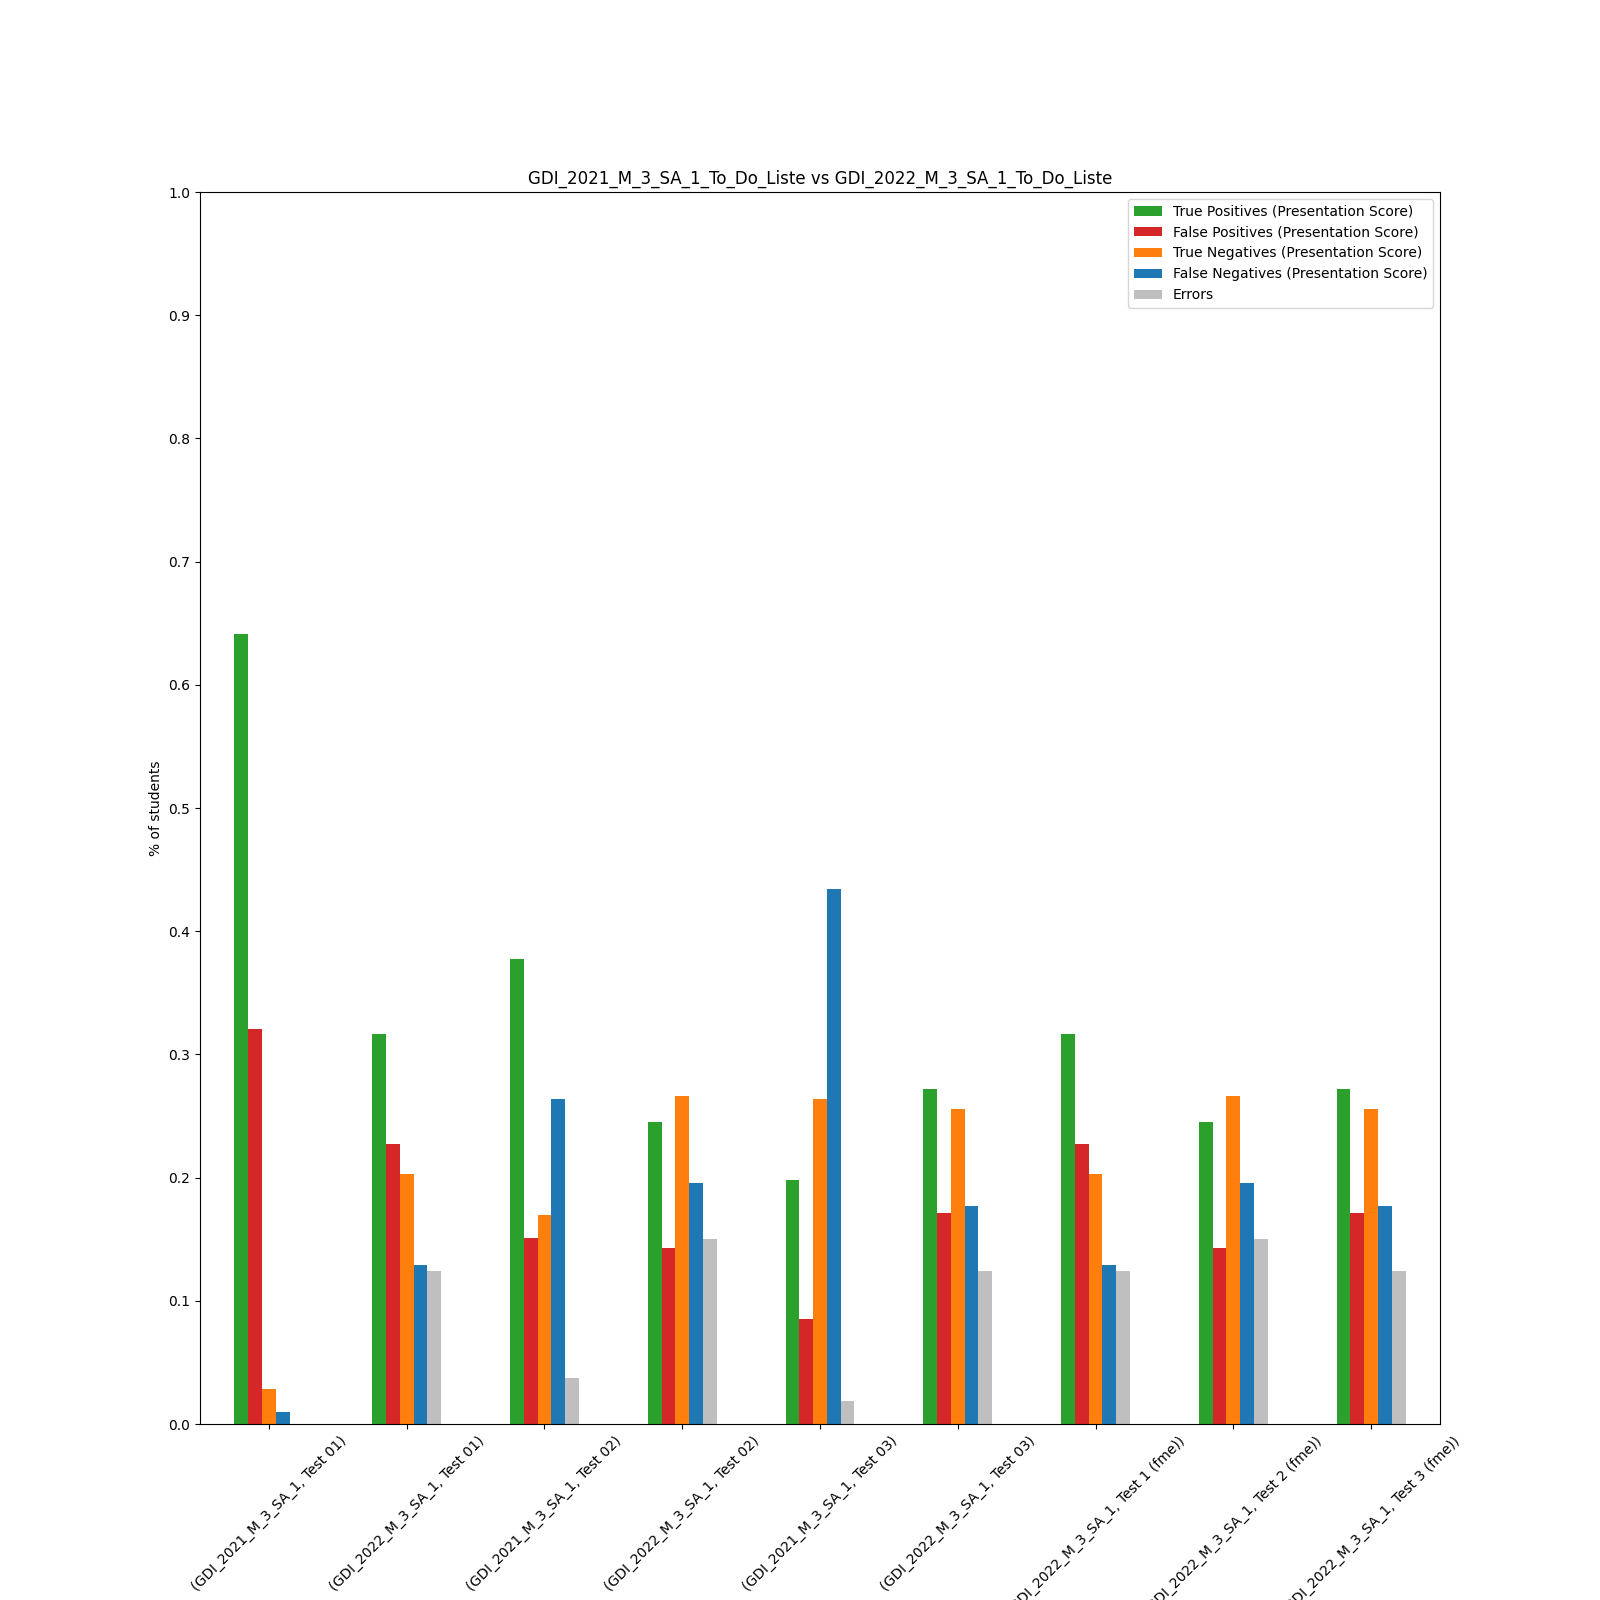 GDI_2021_M_3_SA_1_To_Do_Liste vs GDI_2022_M_3_SA_1_To_Do_Liste
True Positives (Presentation Score)
False Positives (Presentation Score)
True Negatives (Presentation Score)
False Negatives (Presentation Score)
Errors
1.0
0.9
0.8
0.7
0.6
0.5
0.4
0.3
0.2
0.1
0.0
% of students
(GDI_2021_M_3_SA_1, Test 01)
(GDI_2022_M_3_SA_1, Test 01)
(GDI_2021_M_3_SA_1, Test 02)
(GDI_2022_M_3_SA_1, Test 02)
(GDI_2021_M_3_SA_1, Test 03)
(GDI_2022_M_3_SA_1, Test 03)
GDI_2022_M_3_SA_1, Test 1 (fme))
DI_2022_M_3_SA_1, Test 2 (fme))
DI_2022_M_3_SA_1, Test 3 (fme))